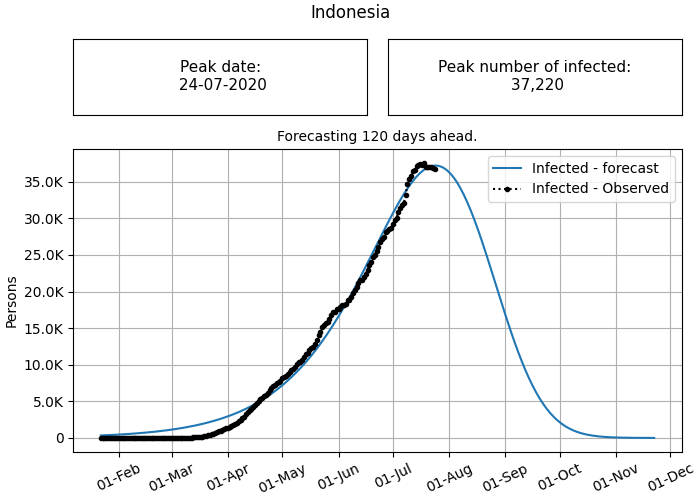 Indonesia
Peak date:
24-07-2020
Peak number of infected:
37,220
Forecasting 120 days ahead.
Infected - forecast
Infected - Observed
Persons
35.0K
30.0K
25.0K
20.0K
15.0K
10.0K
5.0K
0
01-Feb
01-Mar
01-Apr
01-May
01-Jun
01-Jul
01-Aug
01-Sep
01-Oct
01-Nov
01-Dec